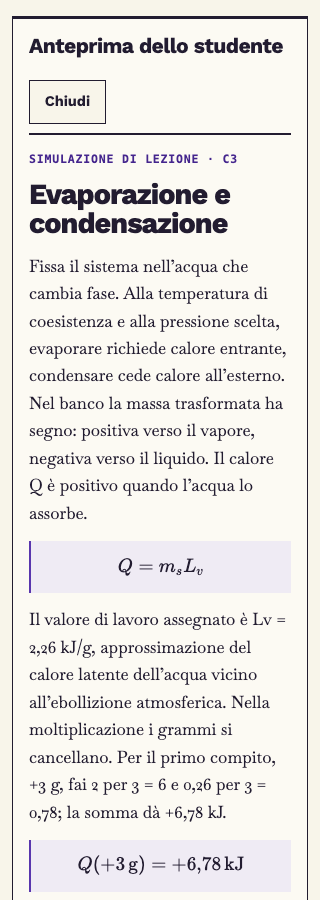 Anteprima dello studente
Chiudi
SIMULAZIONE DI LEZIONE · C3
Evaporazione e
condensazione
Fissa il sistema nell’acqua che
cambia fase. Alla temperatura di
coesistenza e alla pressione scelta,
evaporare richiede calore entrante,
condensare cede calore all’esterno.
Nel banco la massa trasformata ha
segno: positiva verso il vapore,
negativa verso il liquido. Il calore
Q è positivo quando l’acqua lo
assorbe.
Q = mₛLᵥ
Il valore di lavoro assegnato è Lv =
2,26 kJ/g, approssimazione del
calore latente dell’acqua vicino
all’ebollizione atmosferica. Nella
moltiplicazione i grammi si
cancellano. Per il primo compito,
+3 g, fai 2 per 3 = 6 e 0,26 per 3 =
0,78; la somma dà +6,78 kJ.
Q(+3 g) = +6,78 kJ